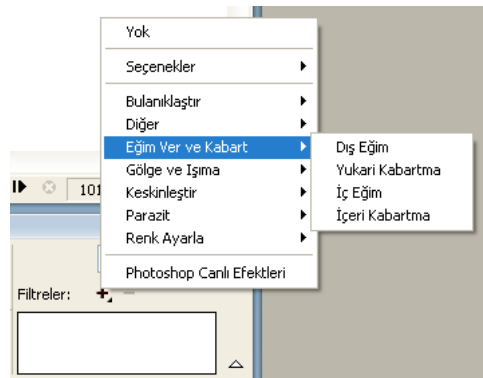 Yok
Seçenekler
Bulanıklaştır
Diğer
Eğim Ver ve Kabart
Gölge ve Işıma
Keskinleştir
Parazit
Renk Ayarla
Photoshop Canlı Efektleri
Dış Eğim
Yukari Kabartma
İç Eğim
İçeri Kabartma
101
Filtreler: